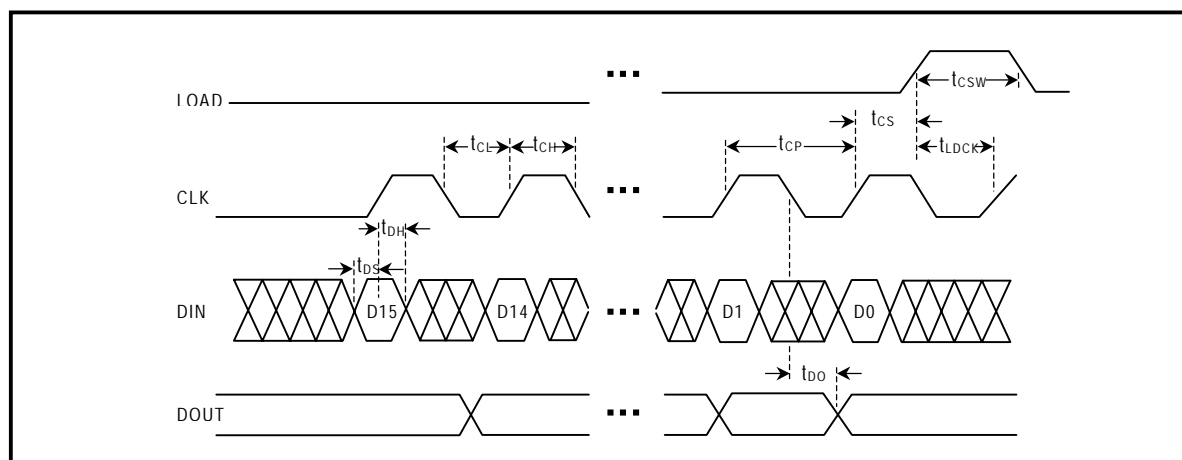 LOAD
tCSW
tCS
tCL
tCH
tCP
tLDCK
CLK
tDH
tDS
DIN
D15
D14
D1
D0
tDO
DOUT